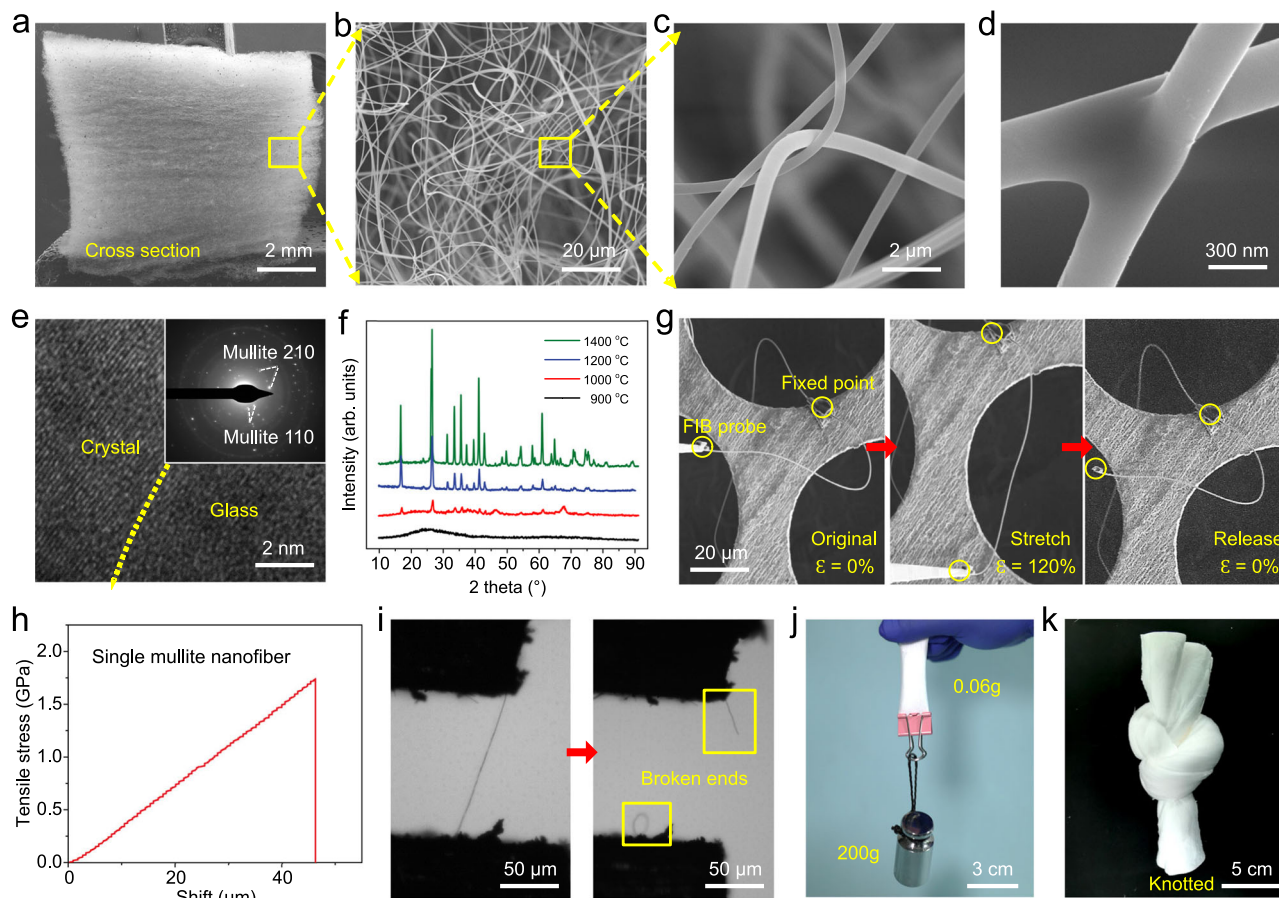 a
Cross section
2 mm
b
20 µm
c
2 µm
d
300 nm
e
Mullite 210
Mullite 110
Crystal
Glass
2 nm
f
Intensity (arb. units)
1400 °C
1200 °C
1000 °C
900 °C
10 20 30 40 50 60 70 80 90
2 theta (°)
g
Fixed point
FIB probe
20 µm
Original
Ɛ = 0%
Stretch
Ɛ = 120%
Release
Ɛ = 0%
h
Single mullite nanofiber
Tensile stress (GPa)
2.0
1.5
1.0
0.5
0.0
0 20 40
Shift (µm)
i
Broken ends
50 µm
50 µm
j
0.06g
200g
3 cm
k
Knotted
5 cm